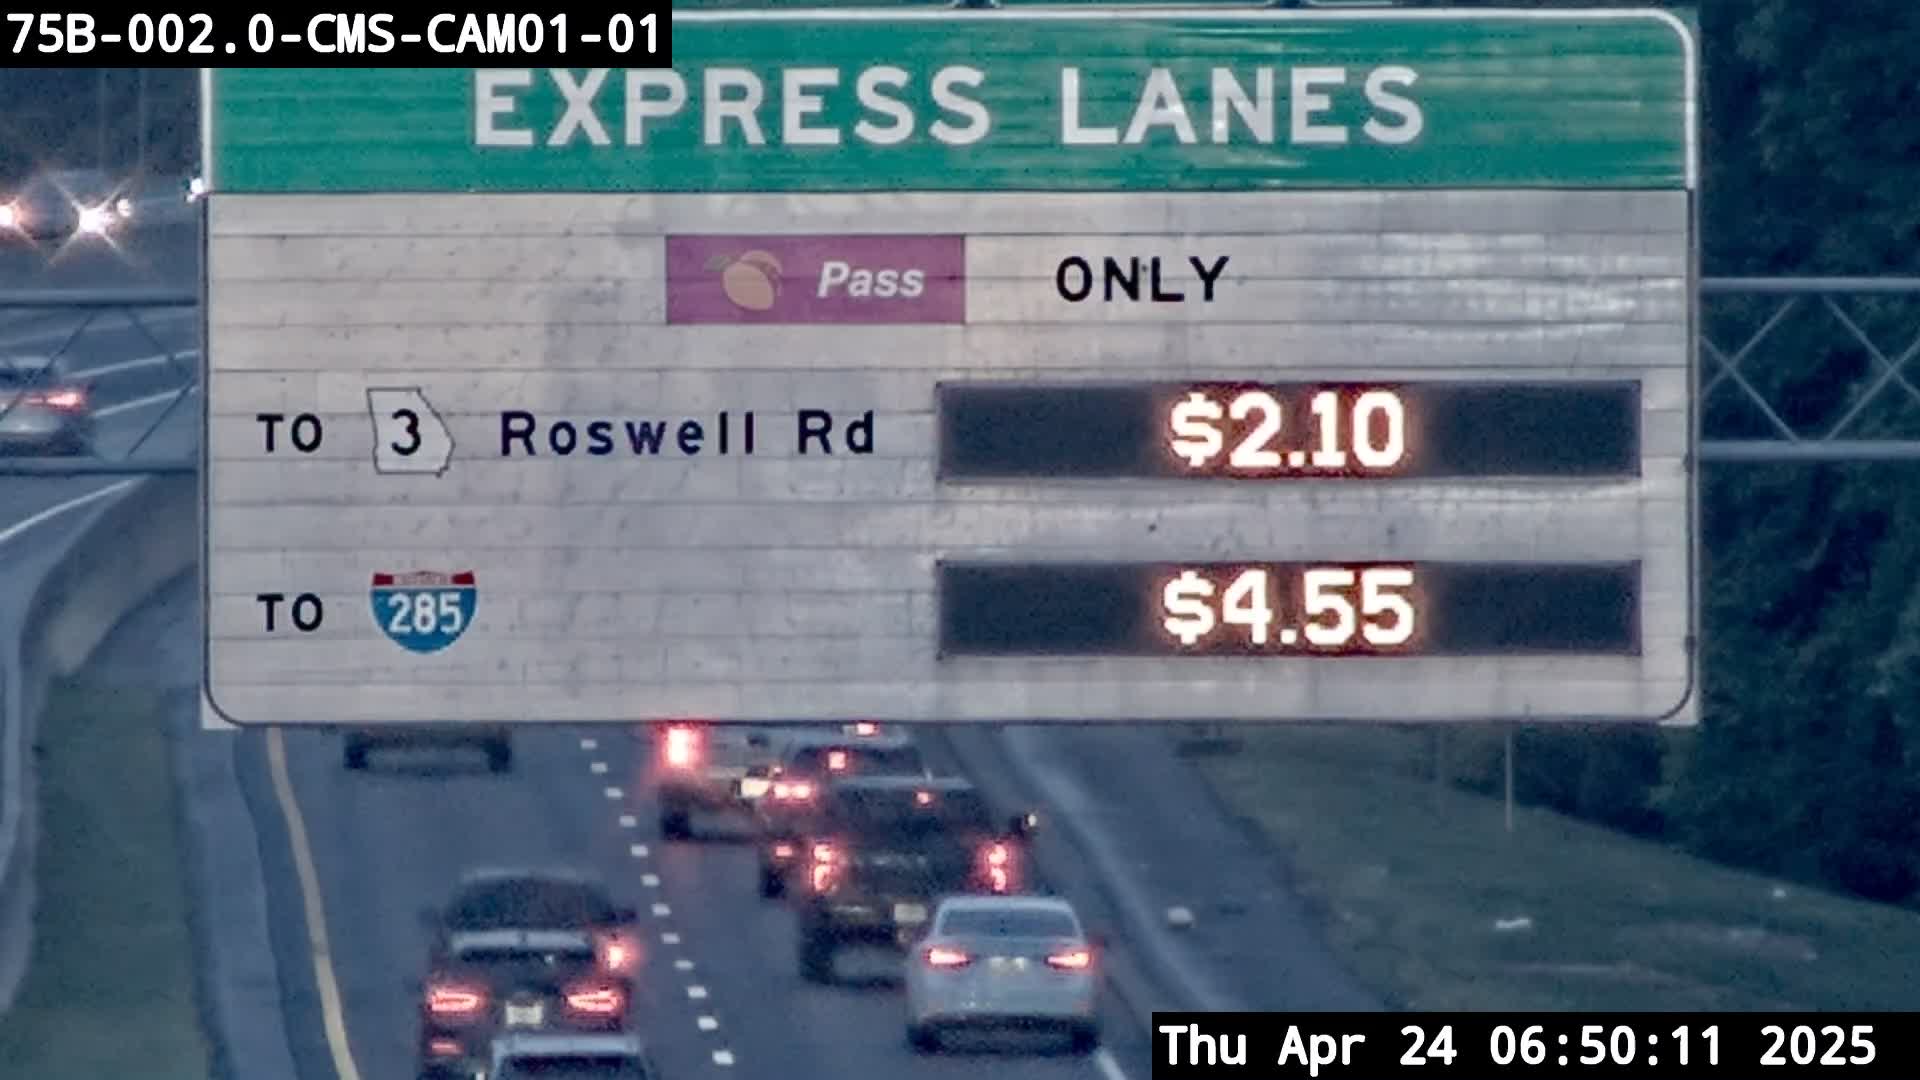 75B-002.0-CMS-CAM01-01
EXPRESS LANES
Pass ONLY
TO 3 Roswell Rd $2.10
TO 285 $4.55
Thu Apr 24 06:50:11 2025